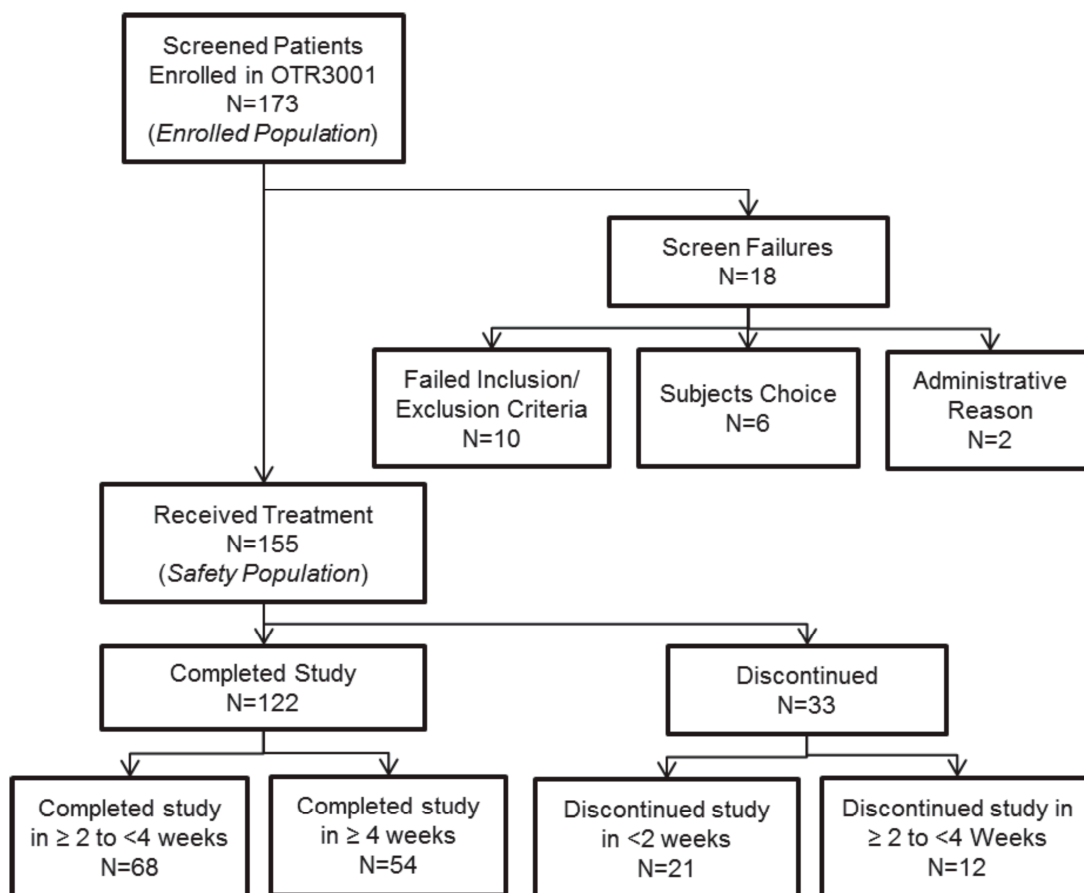 Screened Patients
Enrolled in OTR3001
N=173
(Enrolled Population)
Screen Failures
N=18
Failed Inclusion/
Exclusion Criteria
N=10
Subjects Choice
N=6
Administrative
Reason
N=2
Received Treatment
N=155
(Safety Population)
Completed Study
N=122
Discontinued
N=33
Completed study
in ≥ 2 to <4 weeks
N=68
Completed study
in ≥ 4 weeks
N=54
Discontinued study
in <2 weeks
N=21
Discontinued study in
≥ 2 to <4 Weeks
N=12